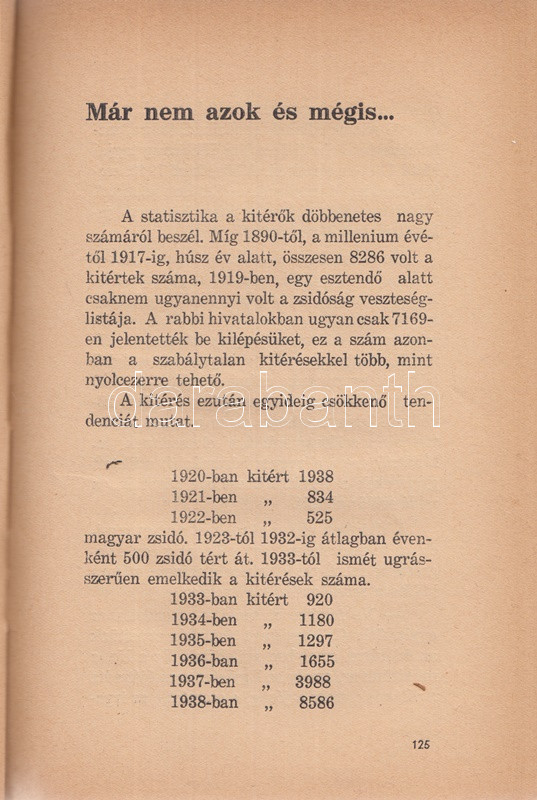 Már nem azok és mégis...
A statisztika a kitérők döbbenetes nagy
számáról beszél. Míg 1890-től, a millenium évé-
től 1917-ig, húsz év alatt, összesen 8286 volt a
kitértek száma, 1919-ben, egy esztendő alatt
csaknem ugyanennyi volt a zsidóság veszteség-
listája. A rabbi hivatalokban ugyan csak 7169-
en jelentették be kilépésüket, ez a szám azon-
ban a szabálytalan kitérésekkel több, mint
nyolcezerre tehető.
darabanth
A kitérés ezután egyideig csökkenő ten-
denciát mutat.
1920-ban kitért 1938
1921-ben „ 834
1922-ben „ 525
magyar zsidó. 1923-tól 1932-ig átlagban éven-
ként 500 zsidó tért át. 1933-tól ismét ugrás-
szerűen emelkedik a kitérések száma.
1933-ban kitért 920
1934-ben „ 1180
1935-ben „ 1297
1936-ban „ 1655
1937-ben „ 3988
1938-ban „ 8586
125